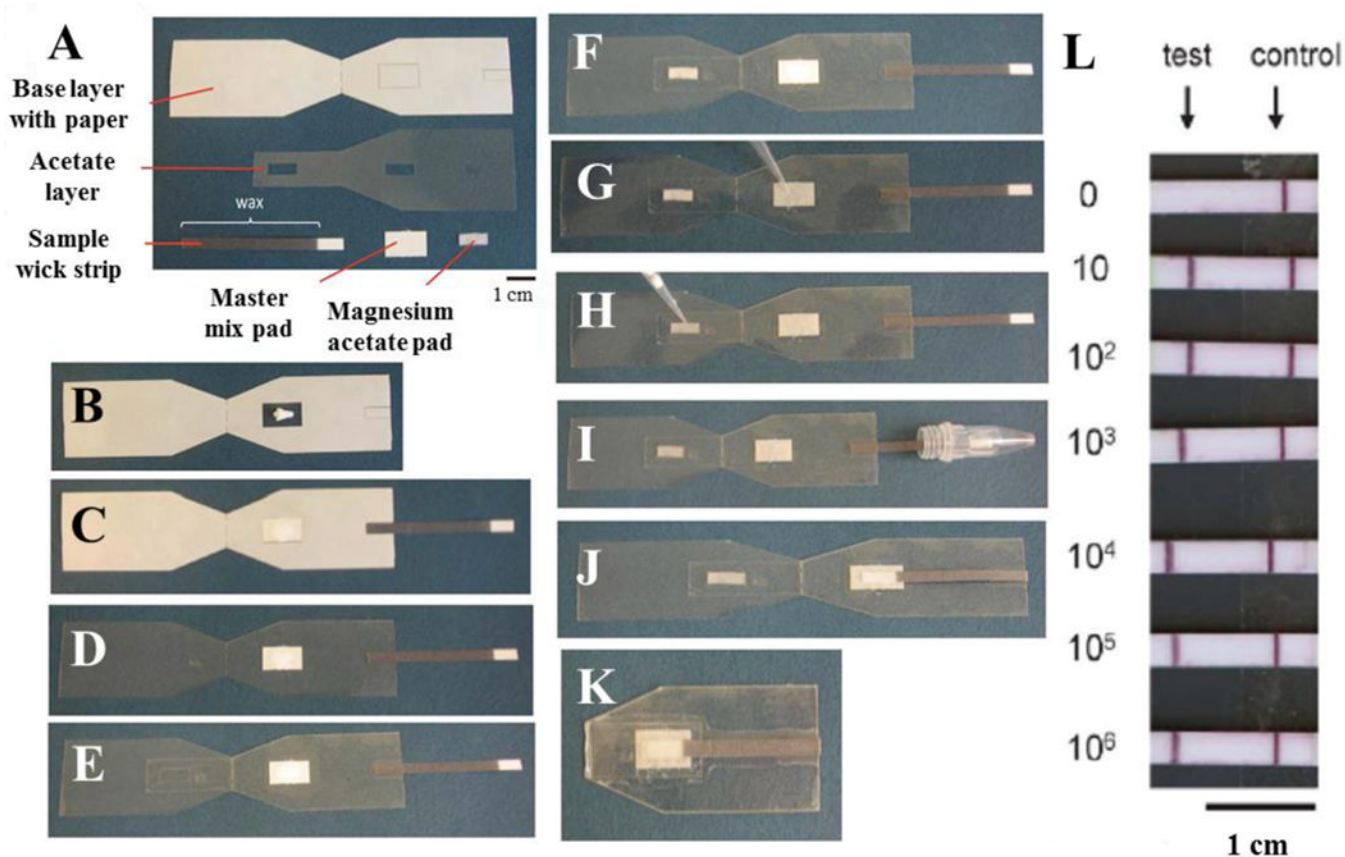 A
Base layer
with paper
Acetate
layer
wax
Sample
wick strip
Master
mix pad
Magnesium
acetate pad
1 cm
B
C
D
E
F
G
H
I
J
K
L
test control
0
10
10²
10³
10⁴
10⁵
10⁶
1 cm